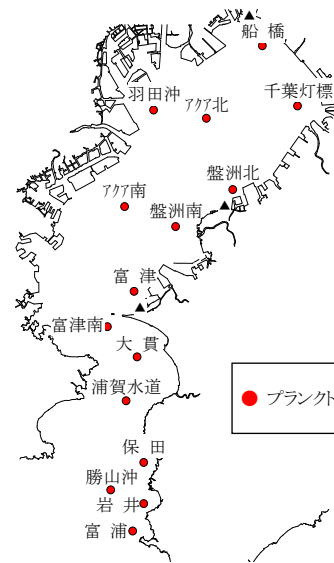 船橋
千葉灯標
羽田沖
アクア北
盤洲北
アクア南
盤洲南
富津
富津南
大貫
浦賀水道
プランクト
保田
勝山沖
岩井
富浦